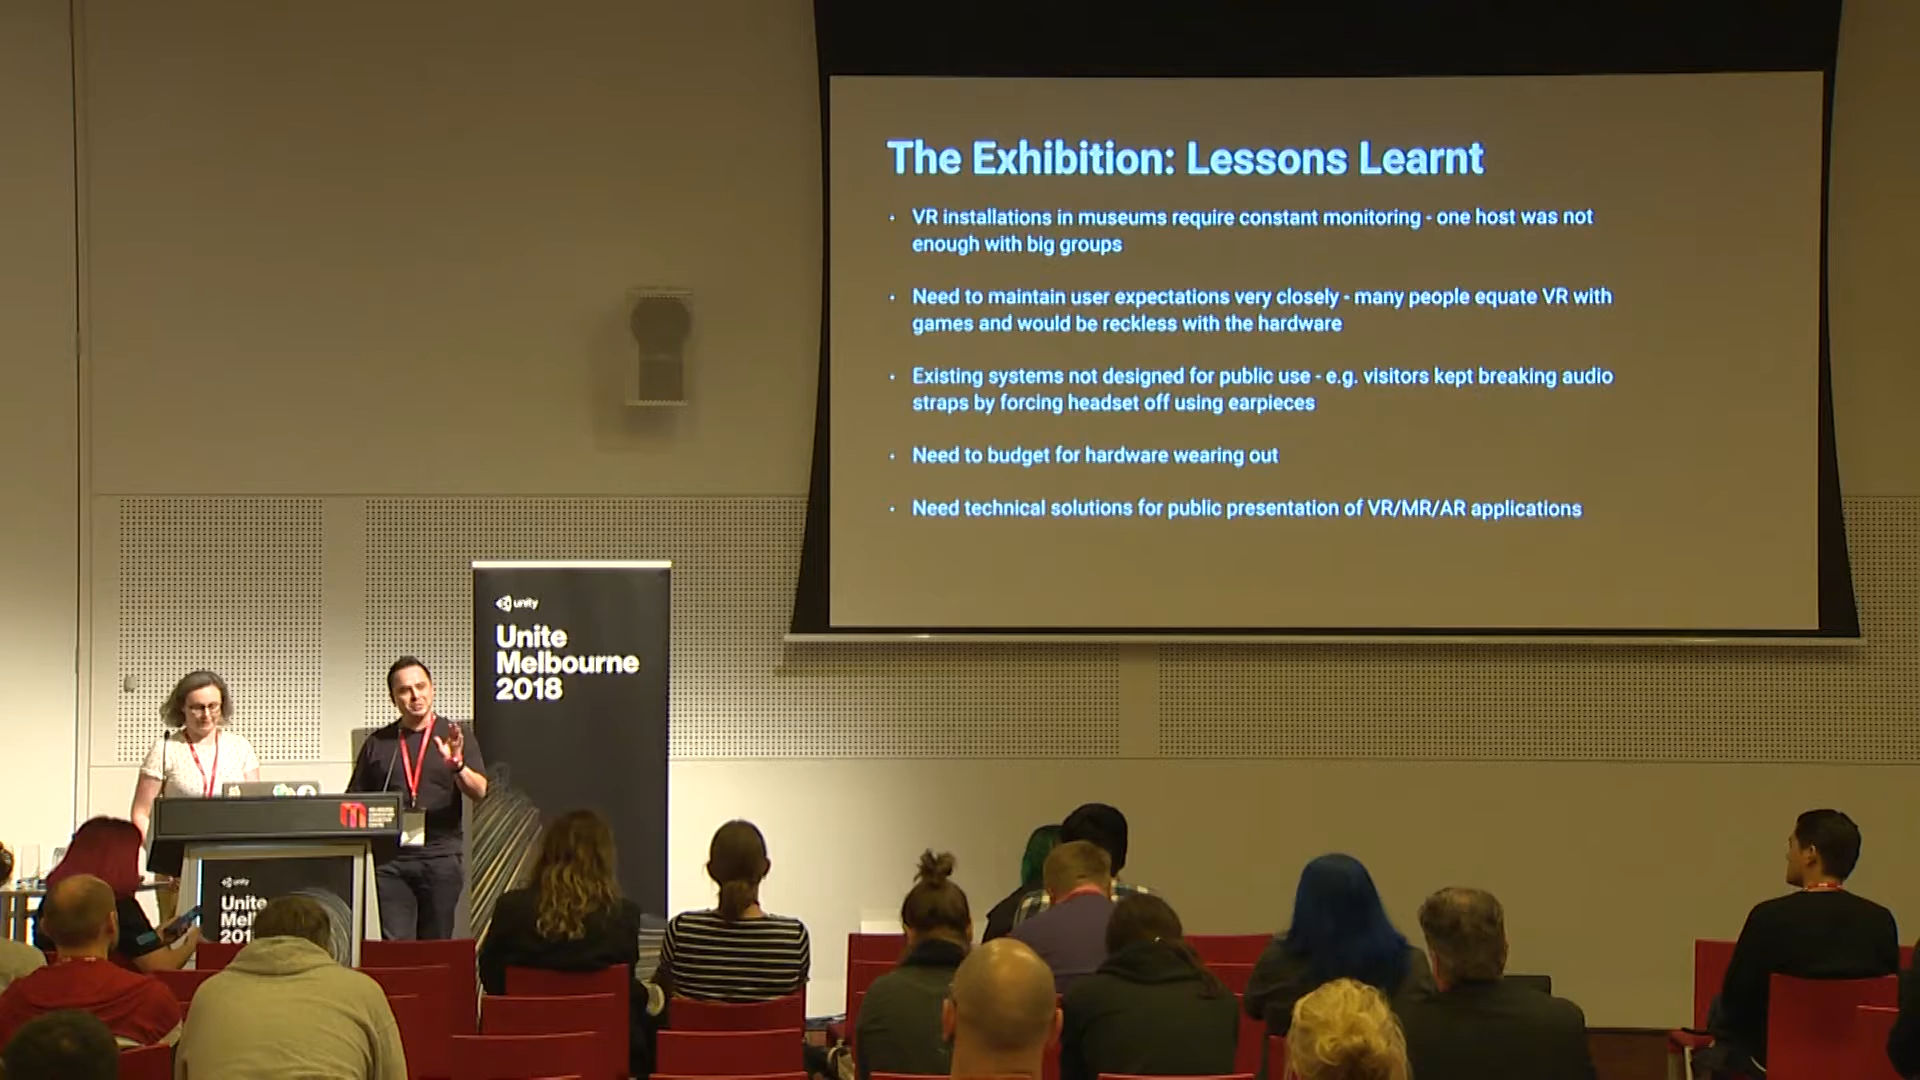 The Exhibition: Lessons Learnt
· VR installations in museums require constant monitoring - one host was not
enough with big groups
· Need to maintain user expectations very closely - many people equate VR with
games and would be reckless with the hardware
· Existing systems not designed for public use - e.g. visitors kept breaking audio
straps by forcing headset off using earpieces
· Need to budget for hardware wearing out
· Need technical solutions for public presentation of VR/MR/AR applications
unity
Unite
Melbourne
2018
unity
Unite
Mel
201